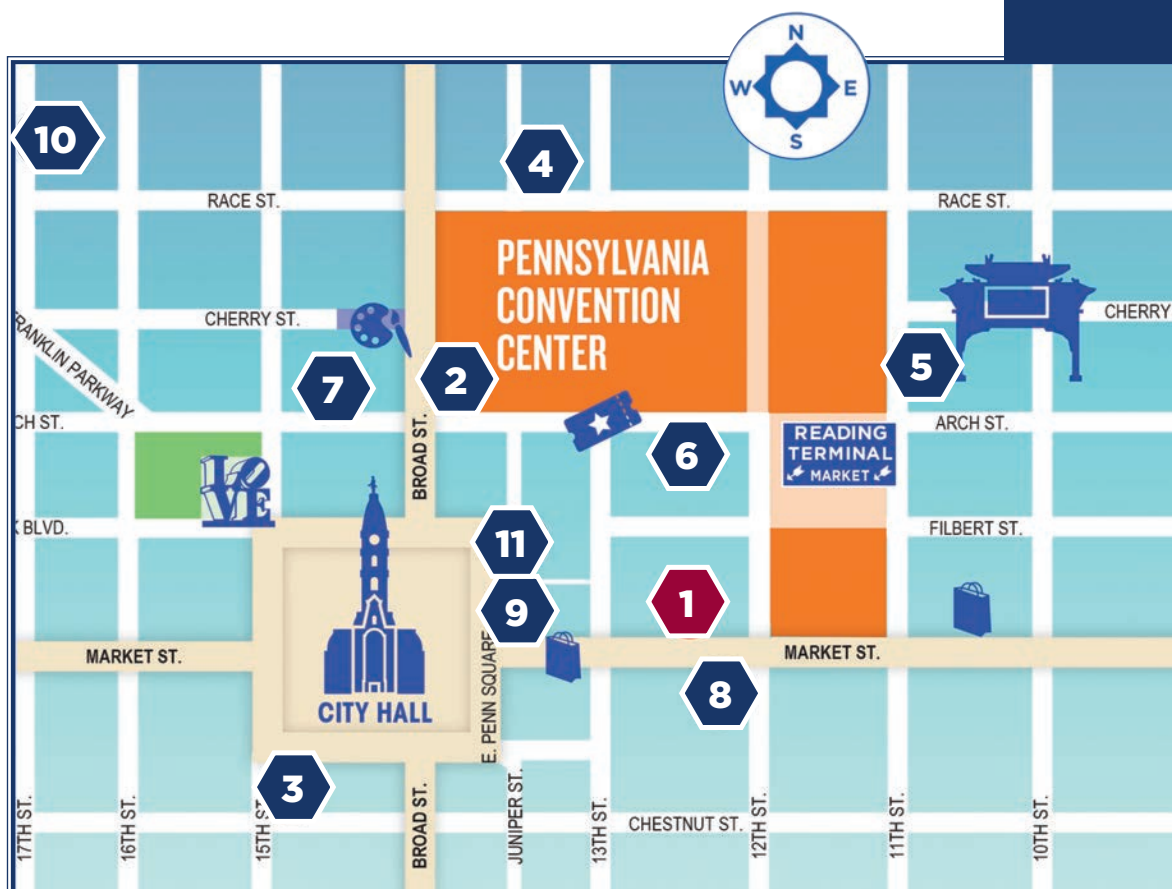 N
W E
S
10
4
RACE ST.
RACE ST.
PENNSYLVANIA
CONVENTION
CENTER
CHERRY ST.
CHERRY
RANKLIN PARKWAY
7
2
5
CH ST.
ARCH ST.
BROAD ST.
6
READING
TERMINAL
MARKET
LO
VE
K BLVD.
FILBERT ST.
11
9
1
MARKET ST.
MARKET ST.
E. PENN SQUARE
8
CITY HALL
3
17TH ST.
16TH ST.
15TH ST.
BROAD ST.
JUNIPER ST.
13TH ST.
CHESTNUT ST.
12TH ST.
11TH ST.
10TH ST.